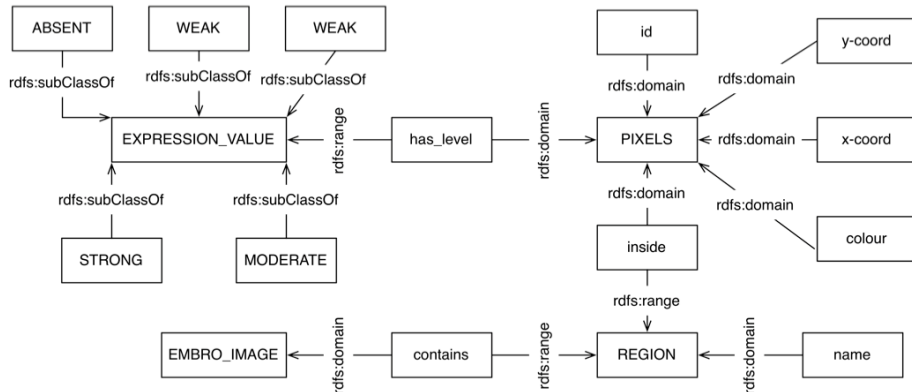 ABSENT
WEAK
WEAK
id
y-coord
rdfs:subClassOf
rdfs:subClassOf
rdfs:subClassOf
rdfs:domain
rdfs:domain
EXPRESSION_VALUE
rdfs:range
has_level
rdfs:domain
PIXELS
rdfs:domain
x-coord
rdfs:subClassOf
rdfs:subClassOf
rdfs:domain
rdfs:domain
STRONG
MODERATE
inside
colour
rdfs:range
EMBRO_IMAGE
rdfs:domain
contains
rdfs:range
REGION
rdfs:domain
name